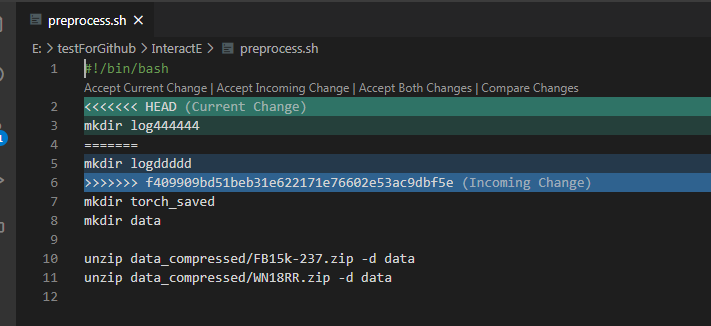 preprocess.sh ×
E: > testForGithub > InteractE > preprocess.sh
1 #!/bin/bash
Accept Current Change | Accept Incoming Change | Accept Both Changes | Compare Changes
2 <<<<<<< HEAD (Current Change)
3 mkdir log444444
4 =======
5 mkdir logddddd
6 >>>>>>> f409909bd51beb31e622171e76602e53ac9dbf5e (Incoming Change)
7 mkdir torch_saved
8 mkdir data
9
10 unzip data_compressed/FB15k-237.zip -d data
11 unzip data_compressed/WN18RR.zip -d data
12